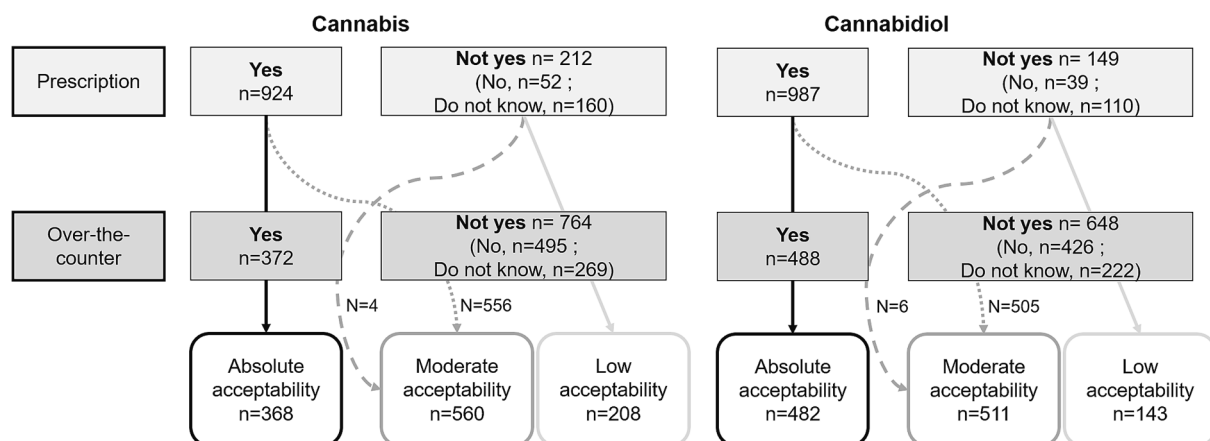 Cannabis
Cannabidiol
Prescription
Yes
n=924
Not yes n= 212
(No, n=52 ;
Do not know, n=160)
Yes
n=987
Not yes n= 149
(No, n=39 ;
Do not know, n=110)
Over-the-
counter
Yes
n=372
Not yes n= 764
(No, n=495 ;
Do not know, n=269)
Yes
n=488
Not yes n= 648
(No, n=426 ;
Do not know, n=222)
N=4
N=556
N=6
N=505
Absolute
acceptability
n=368
Moderate
acceptability
n=560
Low
acceptability
n=208
Absolute
acceptability
n=482
Moderate
acceptability
n=511
Low
acceptability
n=143